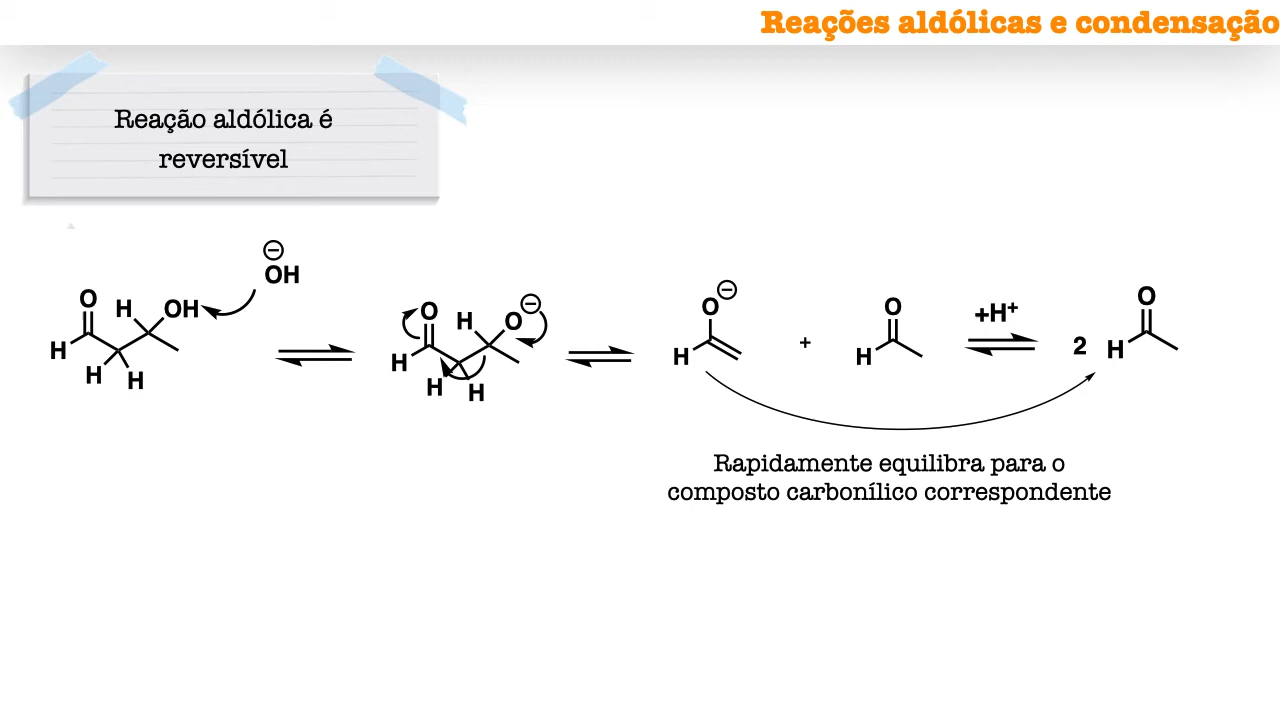 Reações aldólicas e condensação
Reação aldólica é
reversível
⊖
OH
O H OH
H
H H
O H O ⊖
H
H H
O ⊖
H
+
O
H
+H⁺
2 H
O
Rapidamente equilibra para o
composto carbonílico correspondente